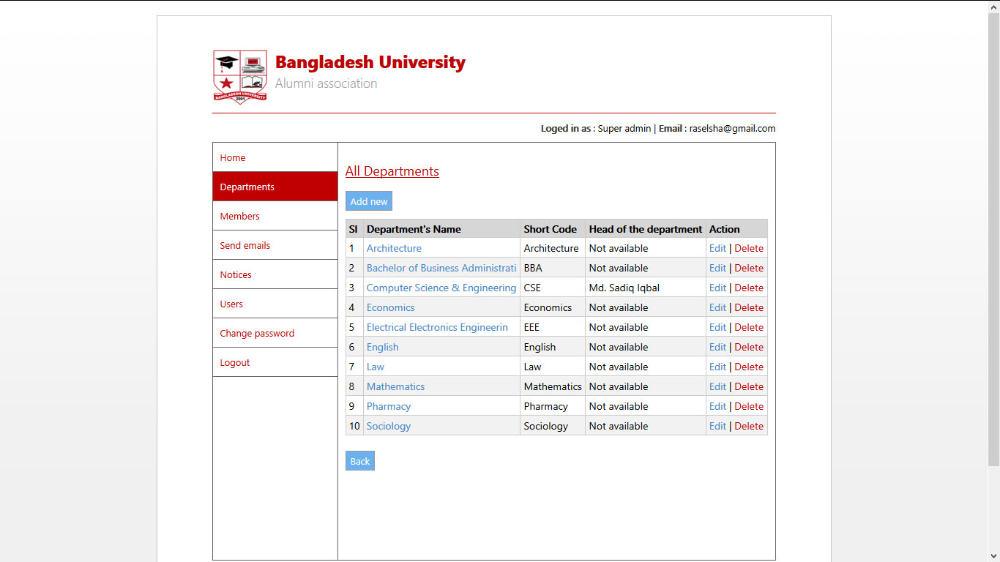 BANGLADESH UNIVERSITY
2001
Bangladesh University
Alumni association
Loged in as : Super admin | Email : raselsha@gmail.com
Home
Departments
Members
Send emails
Notices
Users
Change password
Logout
All Departments
Add new
Sl Department's Name Short Code Head of the department Action
1 Architecture Architecture Not available Edit | Delete
2 Bachelor of Business Administrati BBA Not available Edit | Delete
3 Computer Science & Engineering CSE Md. Sadiq Iqbal Edit | Delete
4 Economics Economics Not available Edit | Delete
5 Electrical Electronics Engineerin EEE Not available Edit | Delete
6 English English Not available Edit | Delete
7 Law Law Not available Edit | Delete
8 Mathematics Mathematics Not available Edit | Delete
9 Pharmacy Pharmacy Not available Edit | Delete
10 Sociology Sociology Not available Edit | Delete
Back